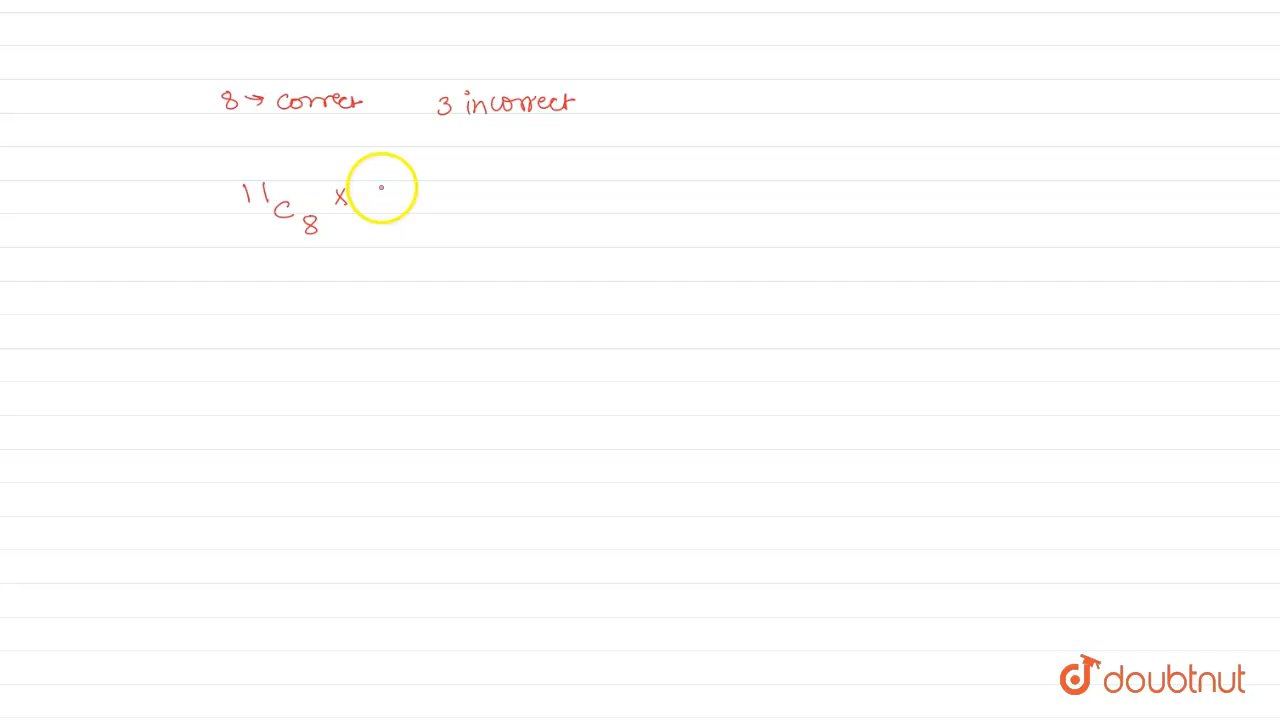 8 → correct 3 incorrect
¹¹C₈ ×
doubtnut